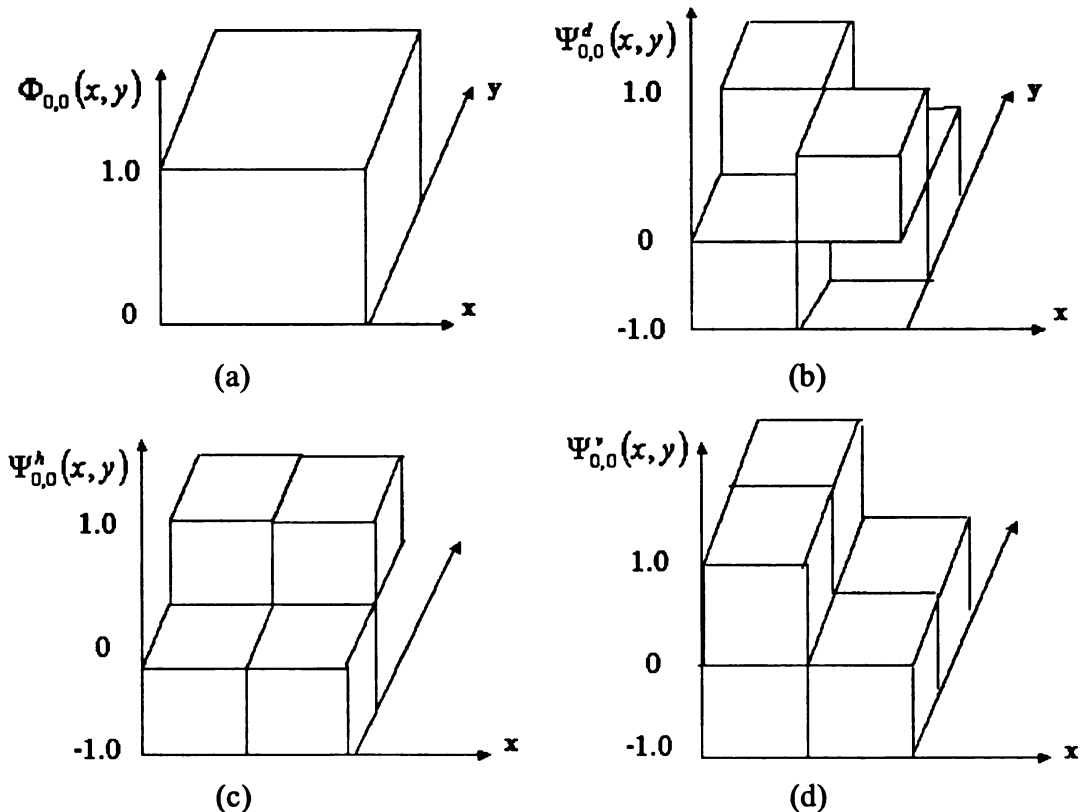 Φ₀,₀(x, y)
1.0
0
y
x
(a)
Ψᵈ₀,₀(x, y)
1.0
0
-1.0
y
x
(b)
Ψʰ₀,₀(x, y)
1.0
0
-1.0
x
(c)
Ψᵛ₀,₀(x, y)
1.0
0
-1.0
x
(d)